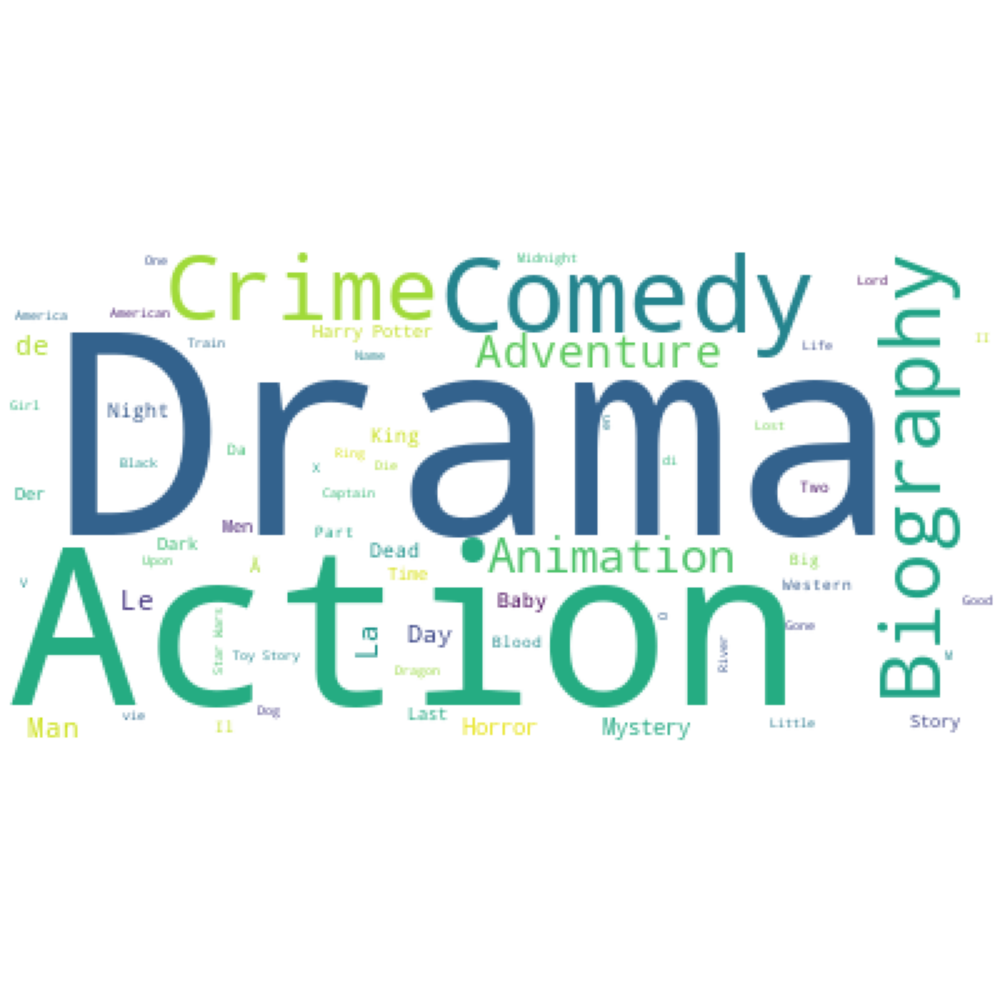 One
Midnight
Crime
Comedy
Biography
Lord
America
American
Harry Potter
de
Train
Name
Adventure
Life
II
Drama
Girl
Night
King
en
Lost
Da
Ring
Black
X
Die
di
Der
Captain
Two
Men
Part
Dark
Dead
Animation
Upon
Time
Big
V
Western
Action
Le
Baby
Good
Star Wars
La
Day
Blood
River
Gone
Toy Story
Dragon
Man
vie
Il
Dog
Last
Horror
Mystery
Little
Story